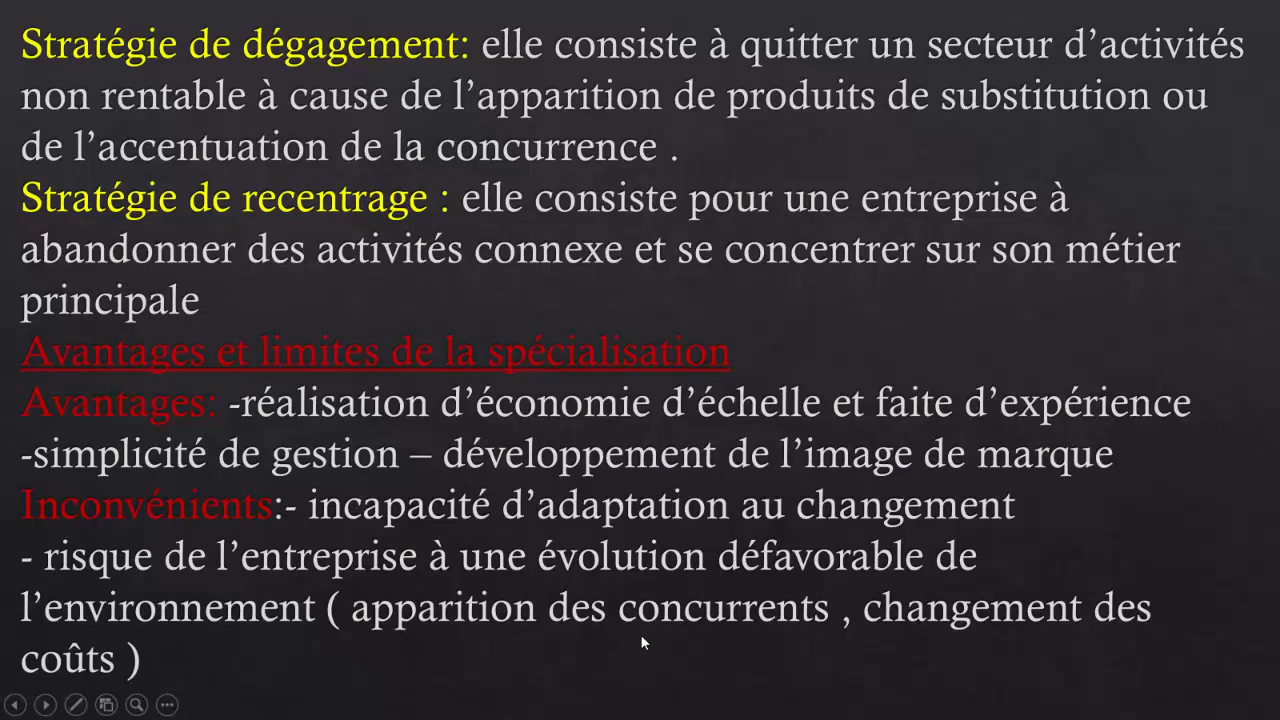 Stratégie de dégagement: elle consiste à quitter un secteur d’activités
non rentable à cause de l’apparition de produits de substitution ou
de l’accentuation de la concurrence .
Stratégie de recentrage : elle consiste pour une entreprise à
abandonner des activités connexe et se concentrer sur son métier
principale
Avantages et limites de la spécialisation
Avantages: -réalisation d’économie d’échelle et faite d’expérience
-simplicité de gestion – développement de l’image de marque
Inconvénients:- incapacité d’adaptation au changement
- risque de l’entreprise à une évolution défavorable de
l’environnement ( apparition des concurrents , changement des
coûts )